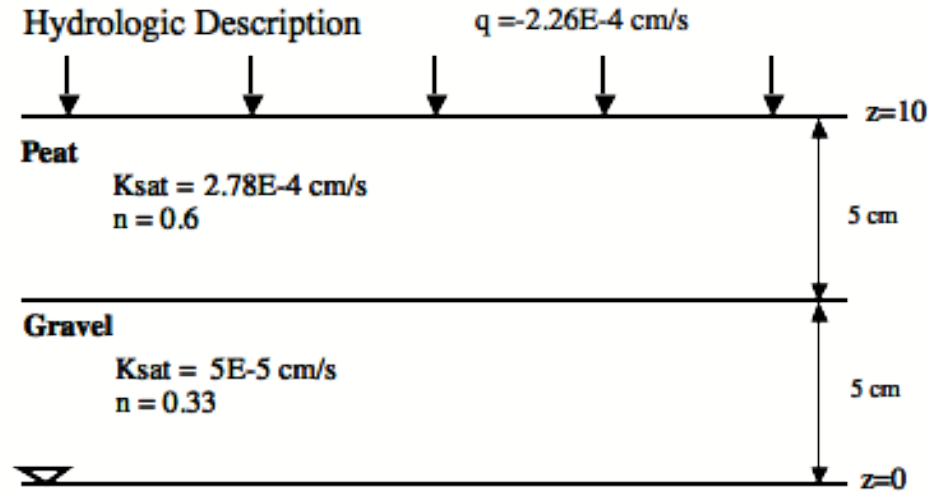 Hydrologic Description
q =-2.26E-4 cm/s
z=10
Peat
Ksat = 2.78E-4 cm/s
n = 0.6
5 cm
Gravel
Ksat = 5E-5 cm/s
n = 0.33
5 cm
z=0